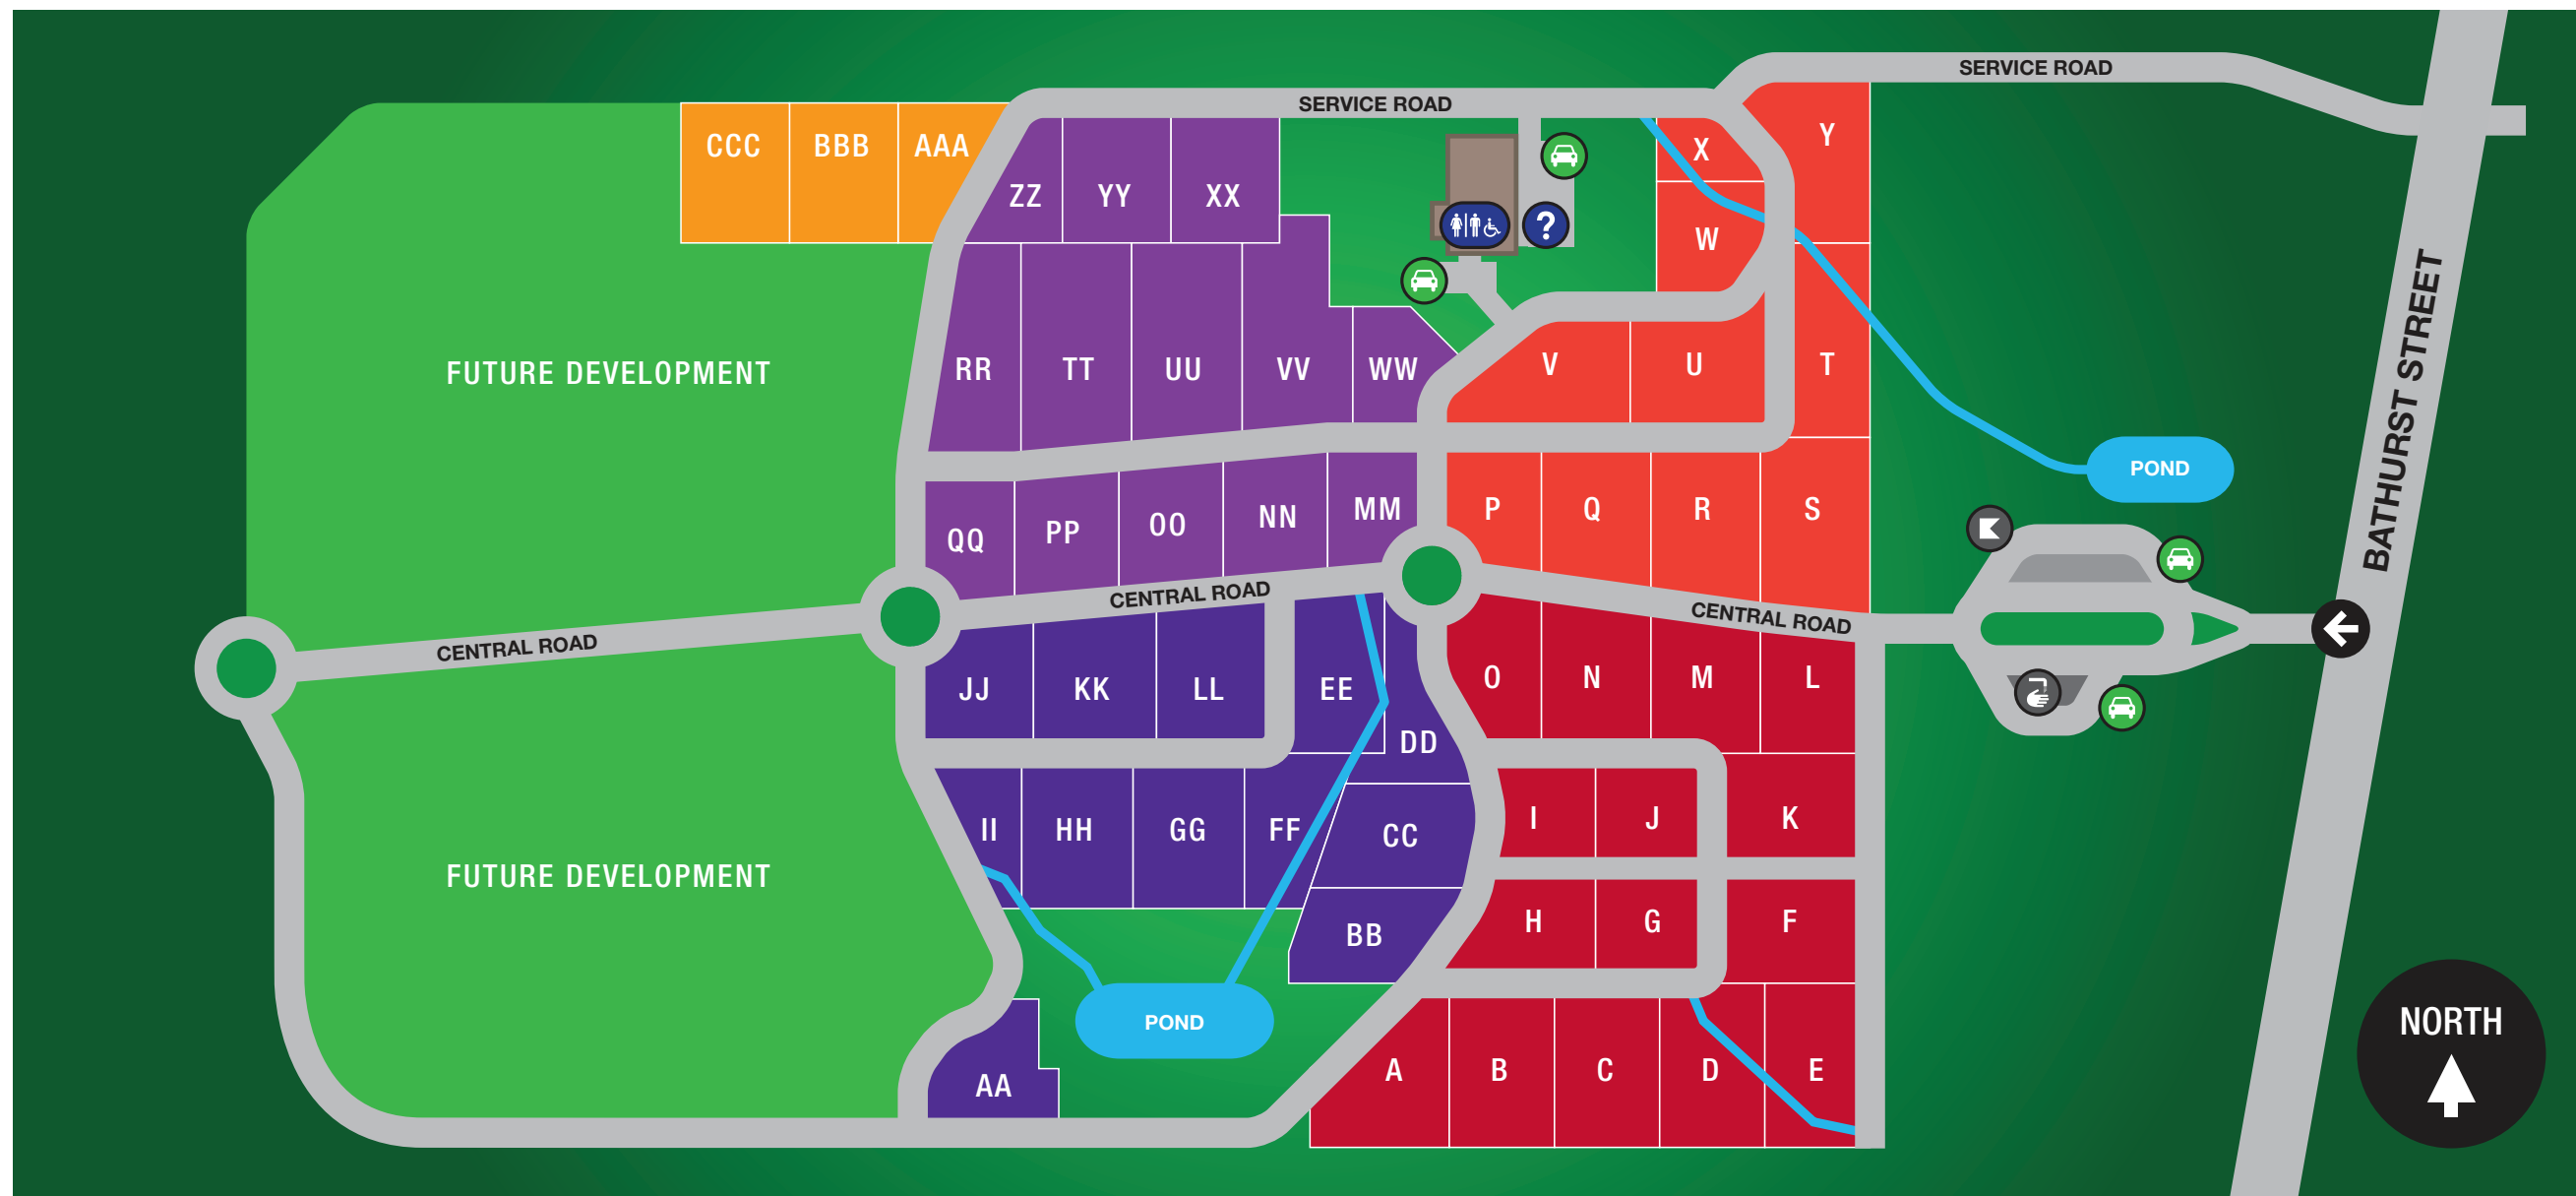 SERVICE ROAD
SERVICE ROAD
CCC
BBB
AAA
X
Y
ZZ
YY
XX
?
W
BATHURST STREET
FUTURE DEVELOPMENT
RR
TT
UU
VV
WW
V
U
T
POND
QQ
PP
OO
NN
MM
P
Q
R
S
CENTRAL ROAD
CENTRAL ROAD
CENTRAL ROAD
JJ
KK
LL
EE
DD
O
N
M
L
FUTURE DEVELOPMENT
II
HH
GG
FF
CC
I
J
K
BB
H
G
F
POND
AA
A
B
C
D
E
NORTH